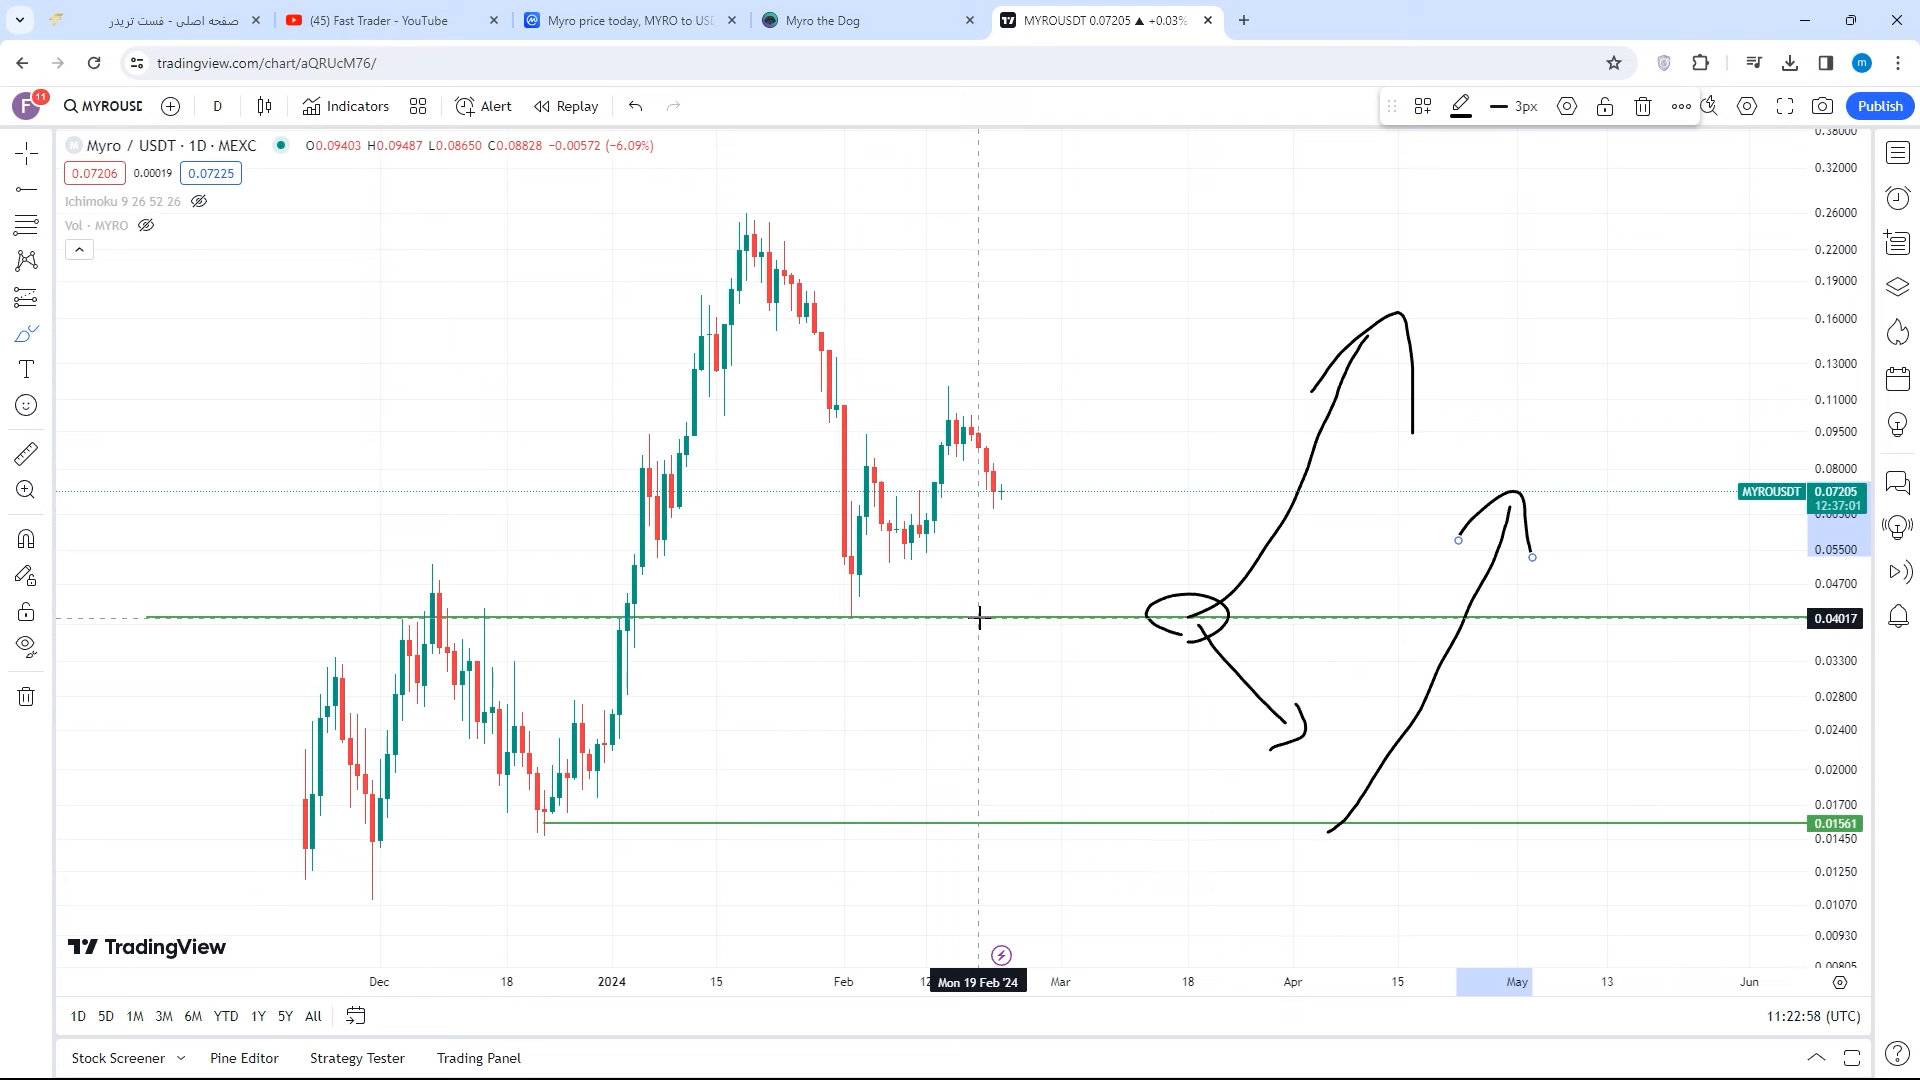 صفحه اصلی - فست تریدر
(45) Fast Trader - YouTube
Myro price today, MYRO to USD
Myro the Dog
MYROUSDT 0.07205 ▲ +0.03%
tradingview.com/chart/aQRUcM76/
m
F
11
MYROUSD
D
Indicators
Alert
Replay
3px
Publish
Myro / USDT · 1D · MEXC
O0.09403 H0.09487 L0.08650 C0.08828 −0.00572 (−6.09%)
0.07206
0.00019
0.07225
Ichimoku 9 26 52 26
Vol · MYRO
0.38000
0.32000
0.26000
0.22000
0.19000
0.16000
0.13000
0.11000
0.09500
0.08000
MYROUSDT
0.07205
12:37:01
0.05500
0.04700
0.04017
0.03300
0.02800
0.02400
0.02000
0.01700
0.01561
0.01450
0.01250
0.01070
0.00930
0.00805
TradingView
Dec
18
2024
15
Feb
12
Mon 19 Feb '24
Mar
18
Apr
15
May
13
Jun
1D 5D 1M 3M 6M YTD 1Y 5Y All
11:22:58 (UTC)
Stock Screener
Pine Editor
Strategy Tester
Trading Panel